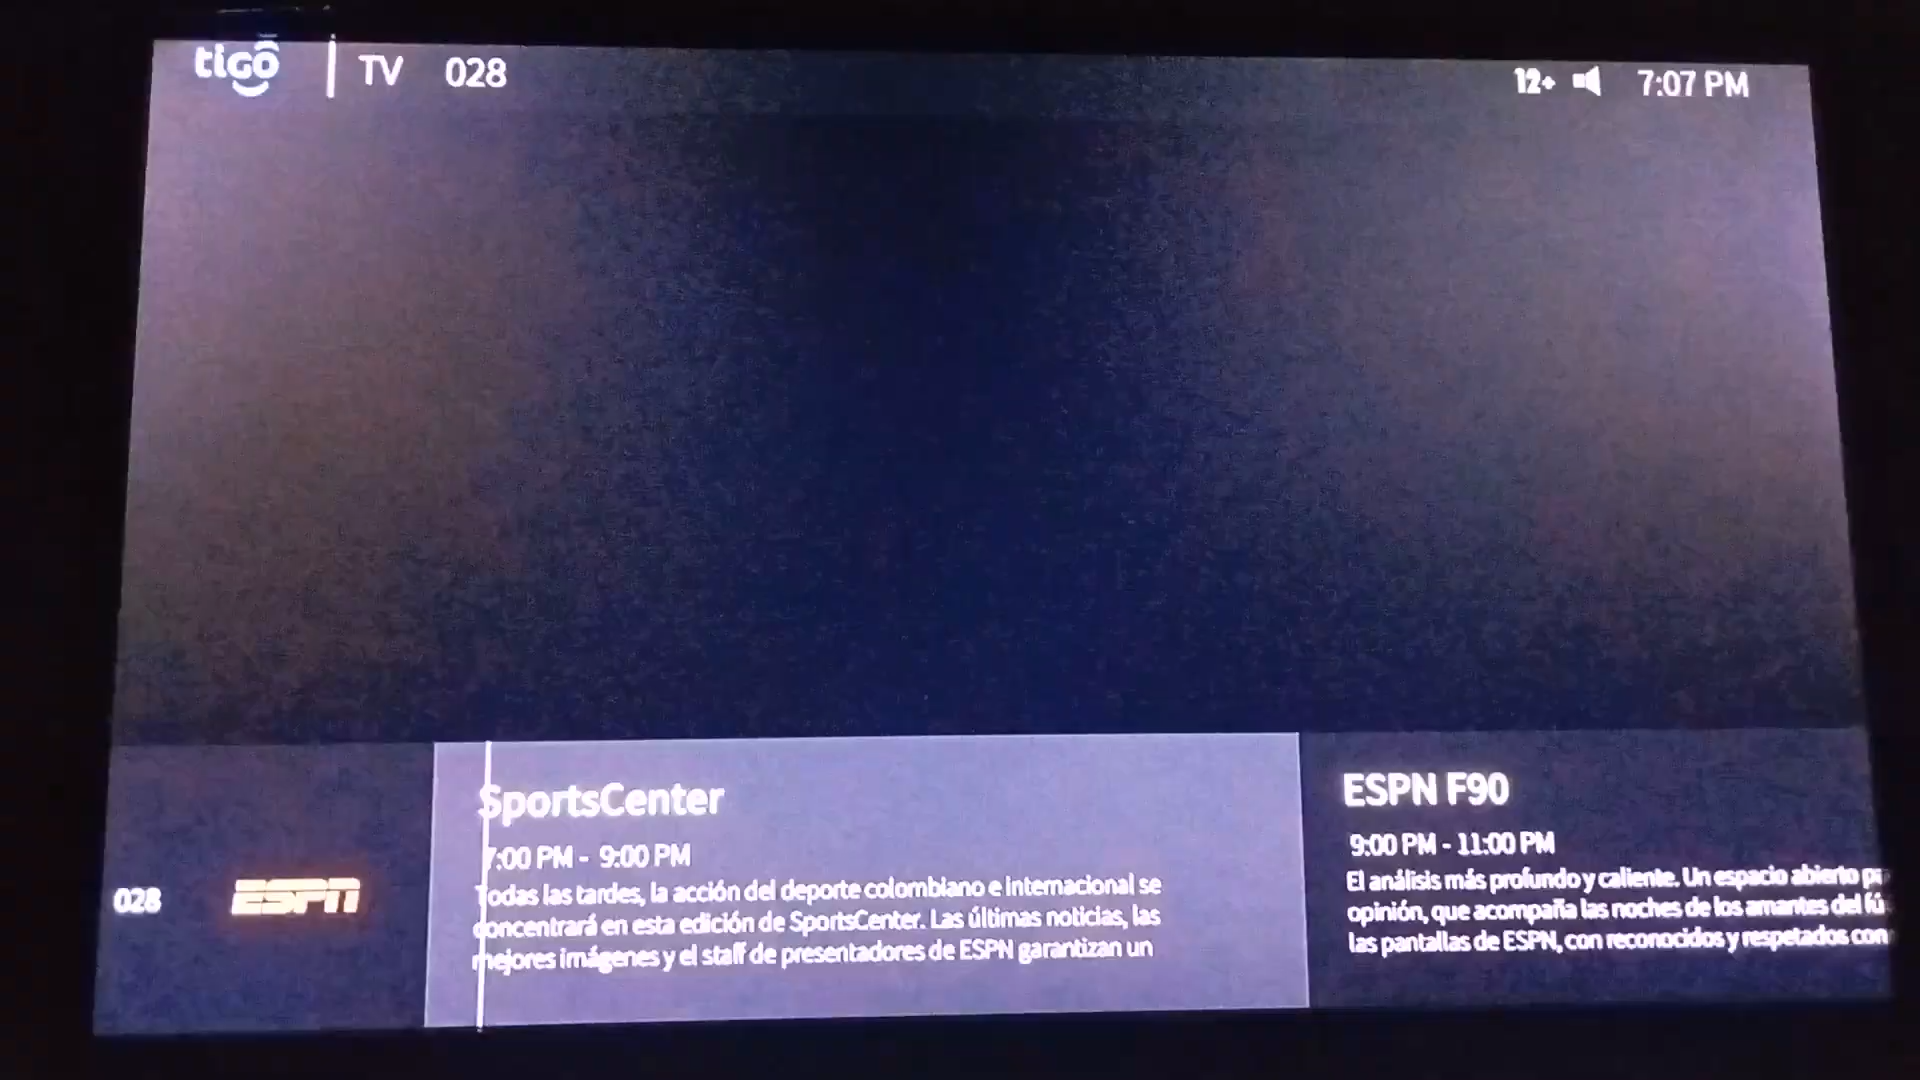 tigo TV 028 12+ 7:07 PM
SportsCenter
7:00 PM - 9:00 PM
Todas las tardes, la acción del deporte colombiano e internacional se
concentrará en esta edición de SportsCenter. Las últimas noticias, las
mejores imágenes y el staff de presentadores de ESPN garantizan un
028 ESPN
ESPN F90
9:00 PM - 11:00 PM
El análisis más profundo y caliente. Un espacio abierto
opinión, que acompaña las noches de los amantes del
las pantallas de ESPN, con reconocidos y respetados